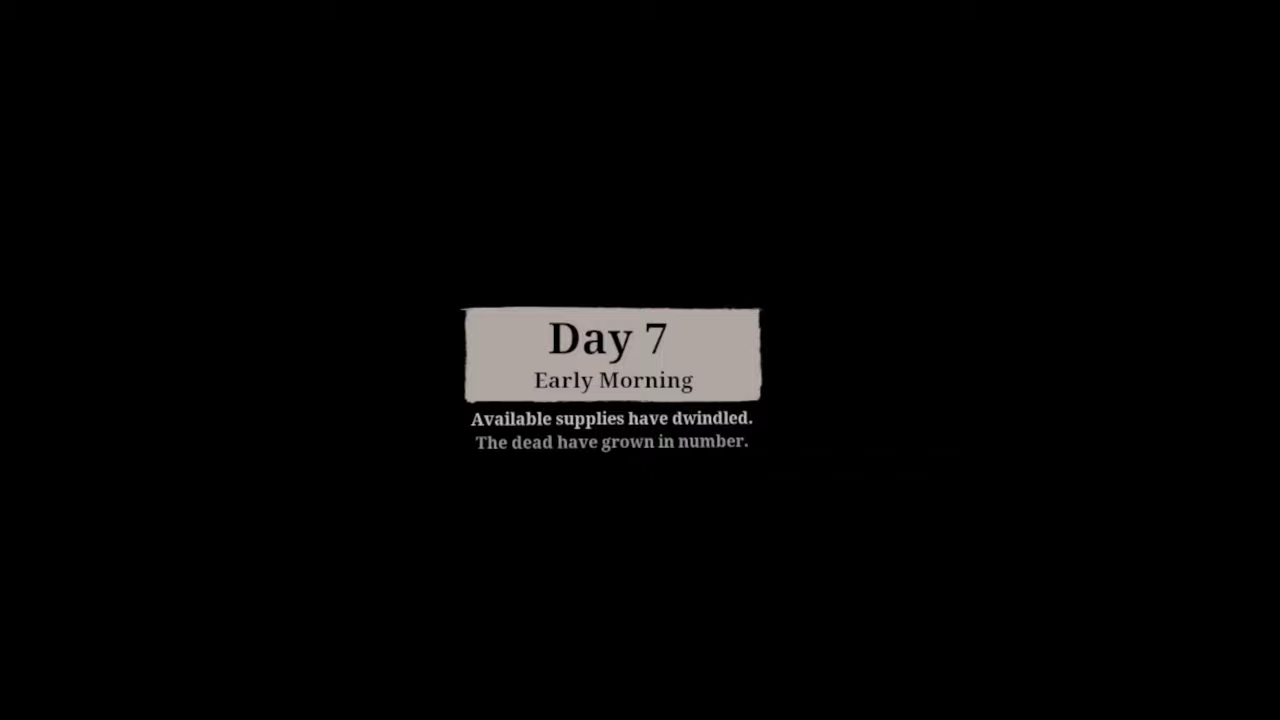 Day 7
Early Morning
Available supplies have dwindled.
The dead have grown in number.